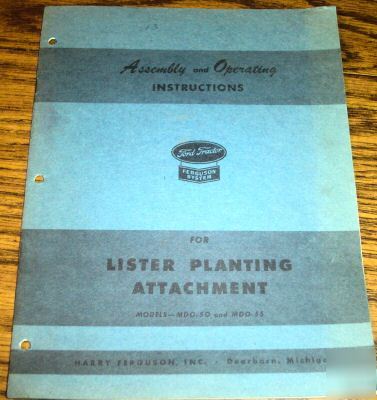 Assembly and Operating
INSTRUCTIONS
Ford Tractor
FERGUSON
SYSTEM
FOR
LISTER PLANTING
ATTACHMENT
MODELS—MDO-50 and MDO-55
HARRY FERGUSON, INC. · Dearborn, Michiga